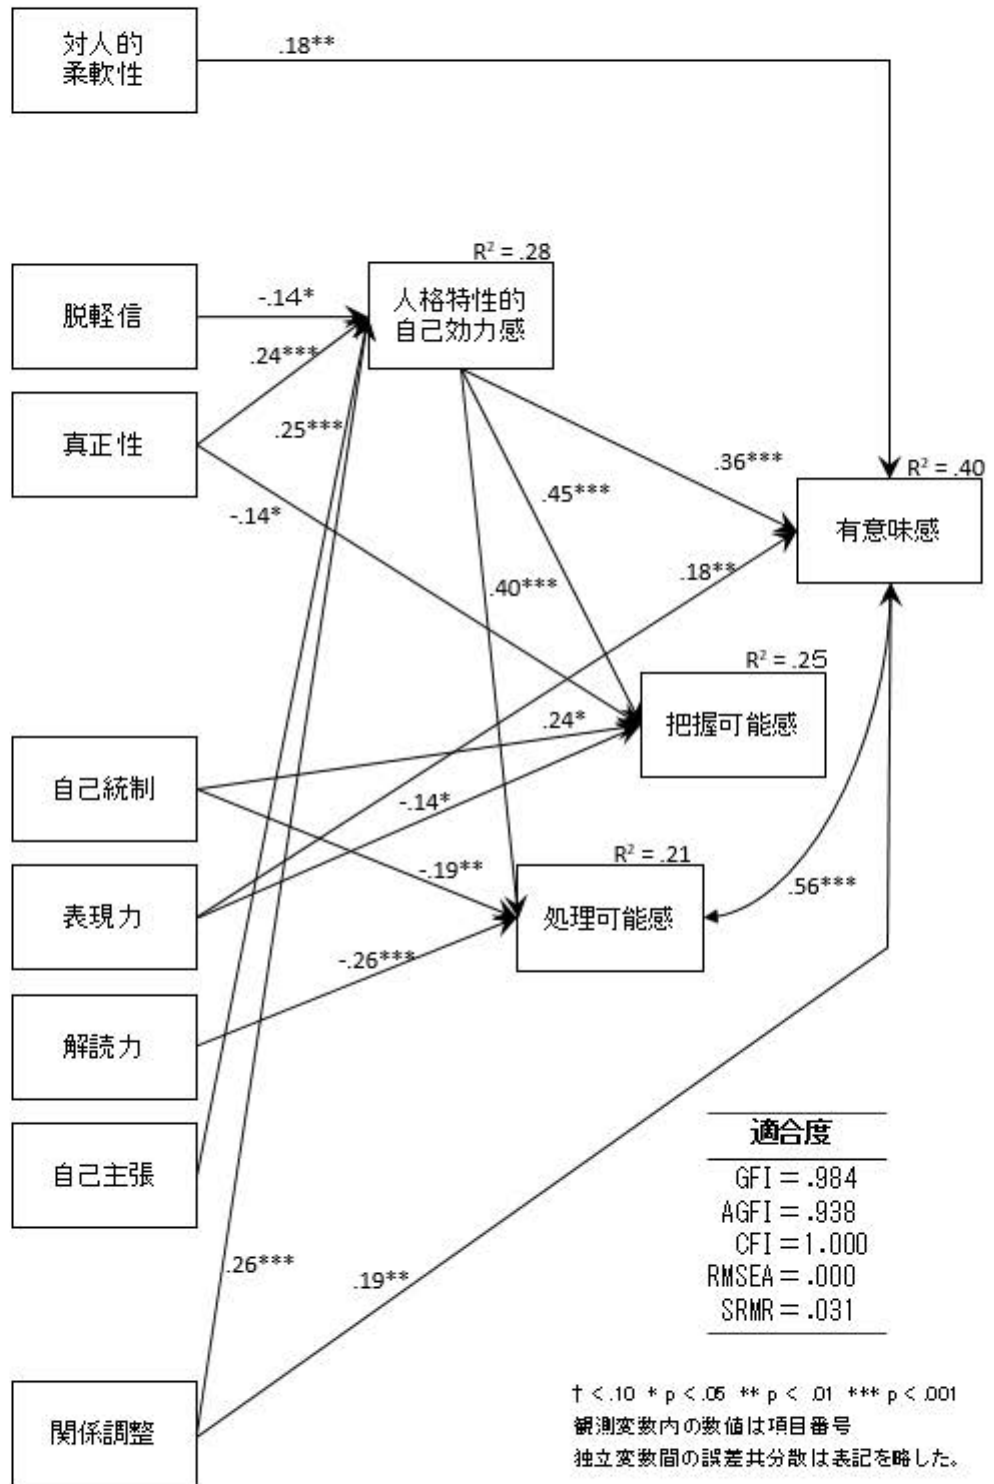 対人的
柔軟性
.18**
R² = .28
脱軽信
-.14*
人格特性的
自己効力感
.24***
真正性
.25***
-.14*
.36***
.45***
R² = .40
有意味感
.40***
.18**
R² = .25
把握可能感
自己統制
.24*
-.14*
-.19**
R² = .21
表現力
処理可能感
.56***
-.26***
解読力
自己主張
適合度
GFI = .984
AGFI = .938
CFI = 1.000
RMSEA = .000
SRMR = .031
.26***
.19**
関係調整
† < .10 * p < .05 ** p < .01 *** p < .001
観測変数内の数値は項目番号
独立変数間の誤差共分散は表記を略した。